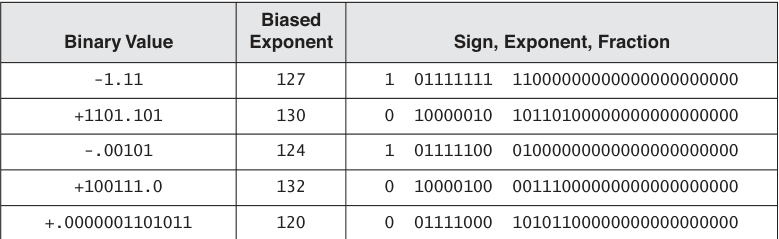 Binary Value Biased Exponent Sign, Exponent, Fraction
-1.11 127 1 01111111 11000000000000000000000
+1101.101 130 0 10000010 10110100000000000000000
-.00101 124 1 01111100 01000000000000000000000
+100111.0 132 0 10000100 00111000000000000000000
+.0000001101011 120 0 01111000 10101100000000000000000